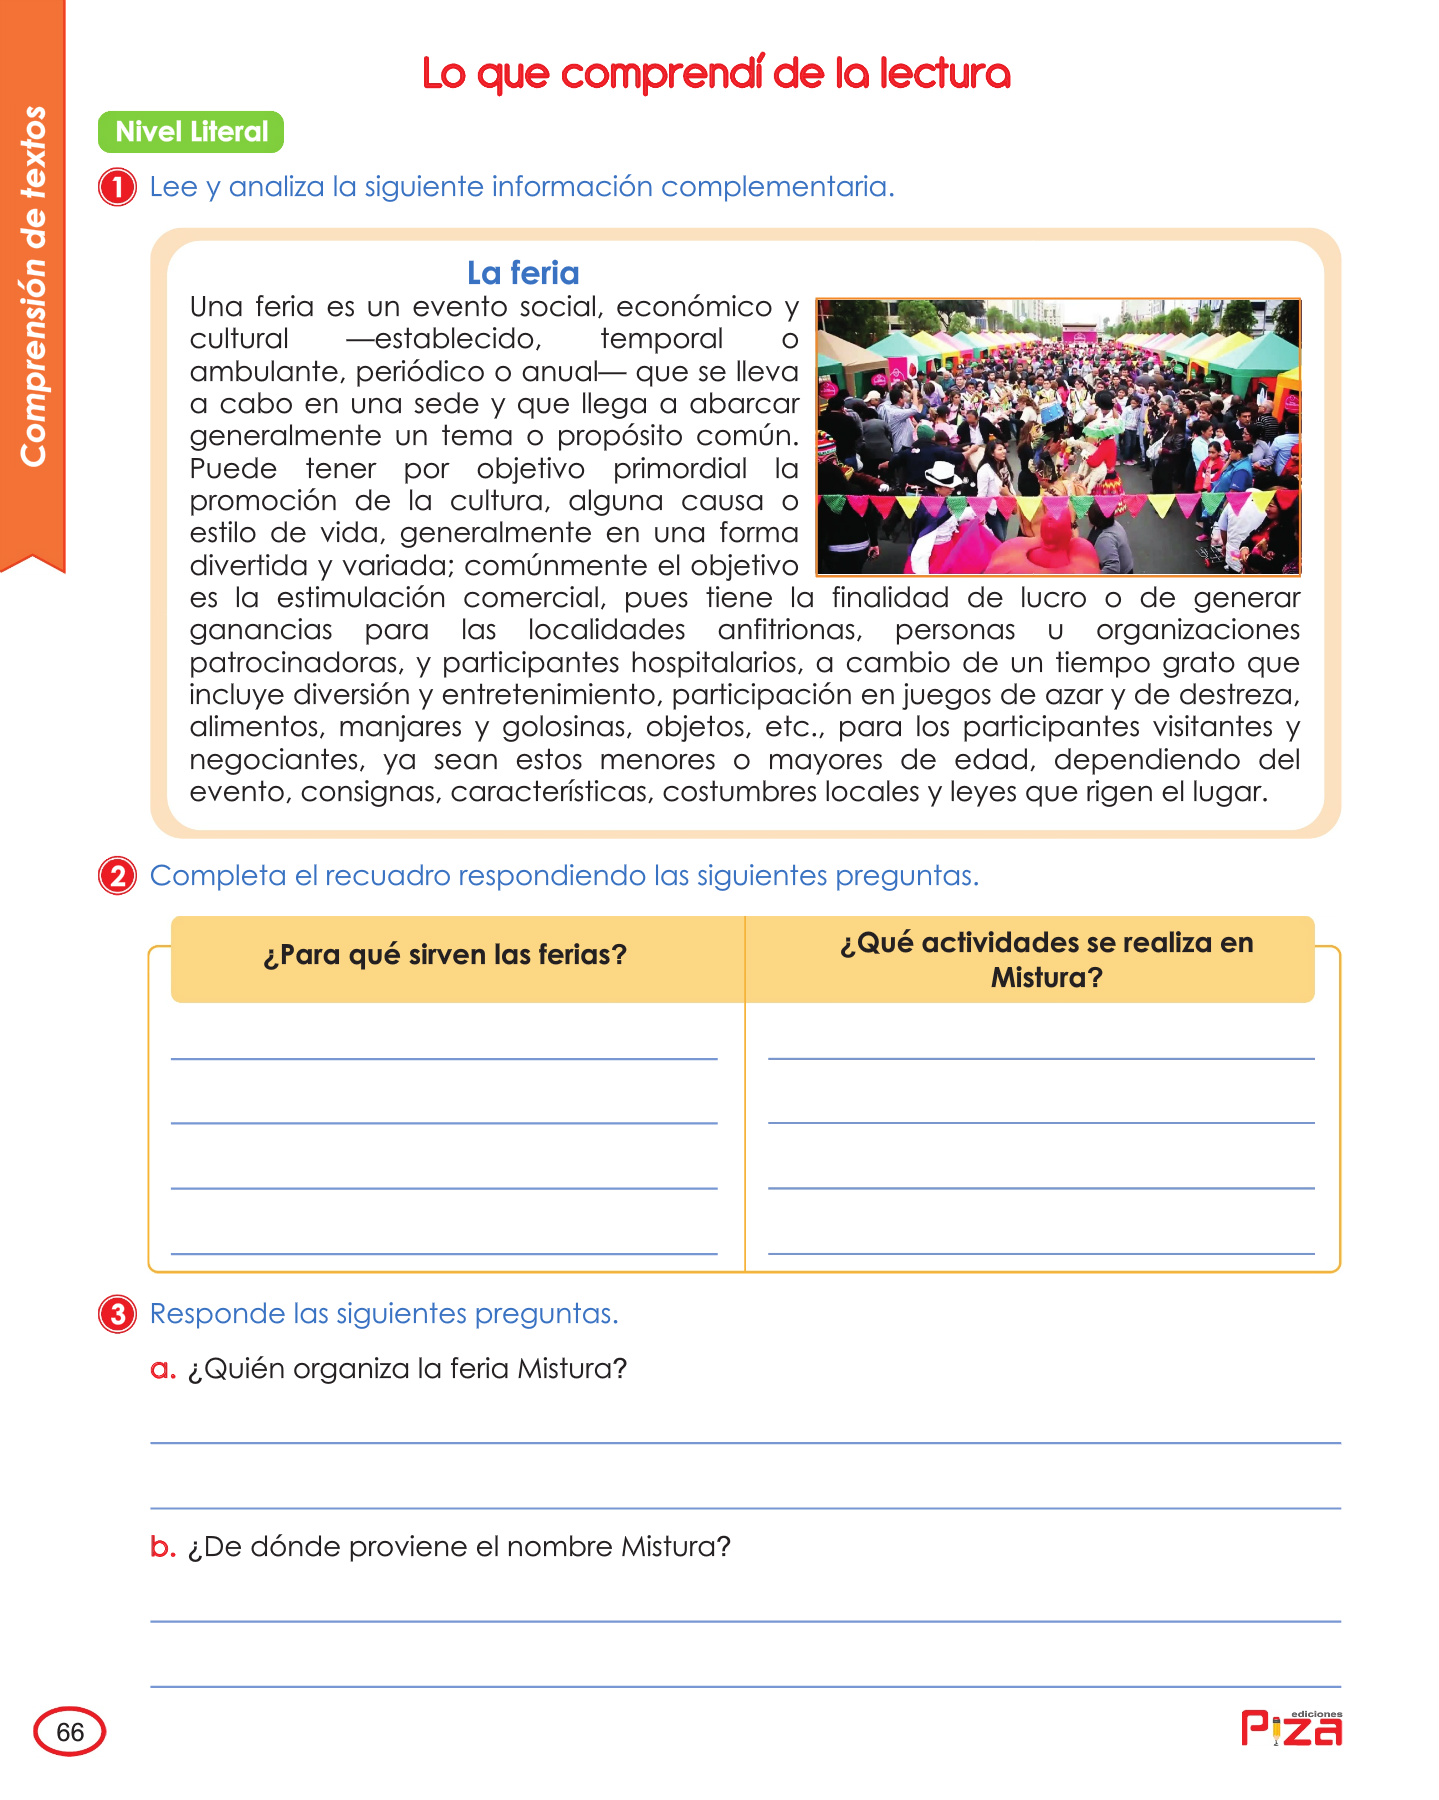 Lo que comprendí de la lectura
Comprensión de textos
Nivel Literal
1 Lee y analiza la siguiente información complementaria.
La feria
Una feria es un evento social, económico y
cultural —establecido, temporal o
ambulante, periódico o anual— que se lleva
a cabo en una sede y que llega a abarcar
generalmente un tema o propósito común.
Puede tener por objetivo primordial la
promoción de la cultura, alguna causa o
estilo de vida, generalmente en una forma
divertida y variada; comúnmente el objetivo
es la estimulación comercial, pues tiene la finalidad de lucro o de generar
ganancias para las localidades anfitrionas, personas u organizaciones
patrocinadoras, y participantes hospitalarios, a cambio de un tiempo grato que
incluye diversión y entretenimiento, participación en juegos de azar y de destreza,
alimentos, manjares y golosinas, objetos, etc., para los participantes visitantes y
negociantes, ya sean estos menores o mayores de edad, dependiendo del
evento, consignas, características, costumbres locales y leyes que rigen el lugar.
2 Completa el recuadro respondiendo las siguientes preguntas.
¿Para qué sirven las ferias?
¿Qué actividades se realiza en
Mistura?
3 Responde las siguientes preguntas.
a. ¿Quién organiza la feria Mistura?
b. ¿De dónde proviene el nombre Mistura?
66
ediciones
Piza